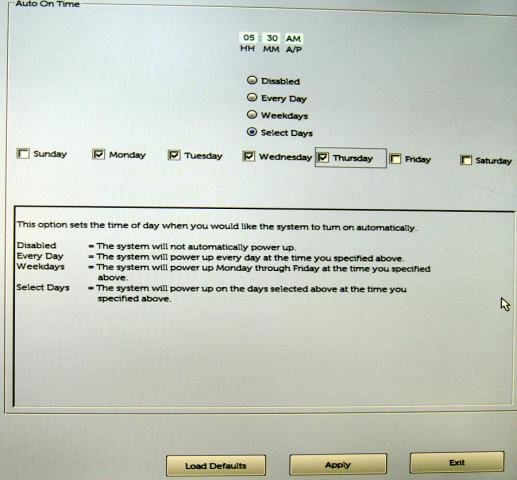 Auto On Time
05 : 30 AM
HH MM A/P
Disabled
Every Day
Weekdays
Select Days
Sunday Monday Tuesday Wednesday Thursday Friday Saturday
This option sets the time of day when you would like the system to turn on automatically.
Disabled = The system will not automatically power up.
Every Day = The system will power up every day at the time you specified above.
Weekdays = The system will power up Monday through Friday at the time you specified
above.
Select Days = The system will power up on the days selected above at the time you
specified above.
Load Defaults Apply Exit